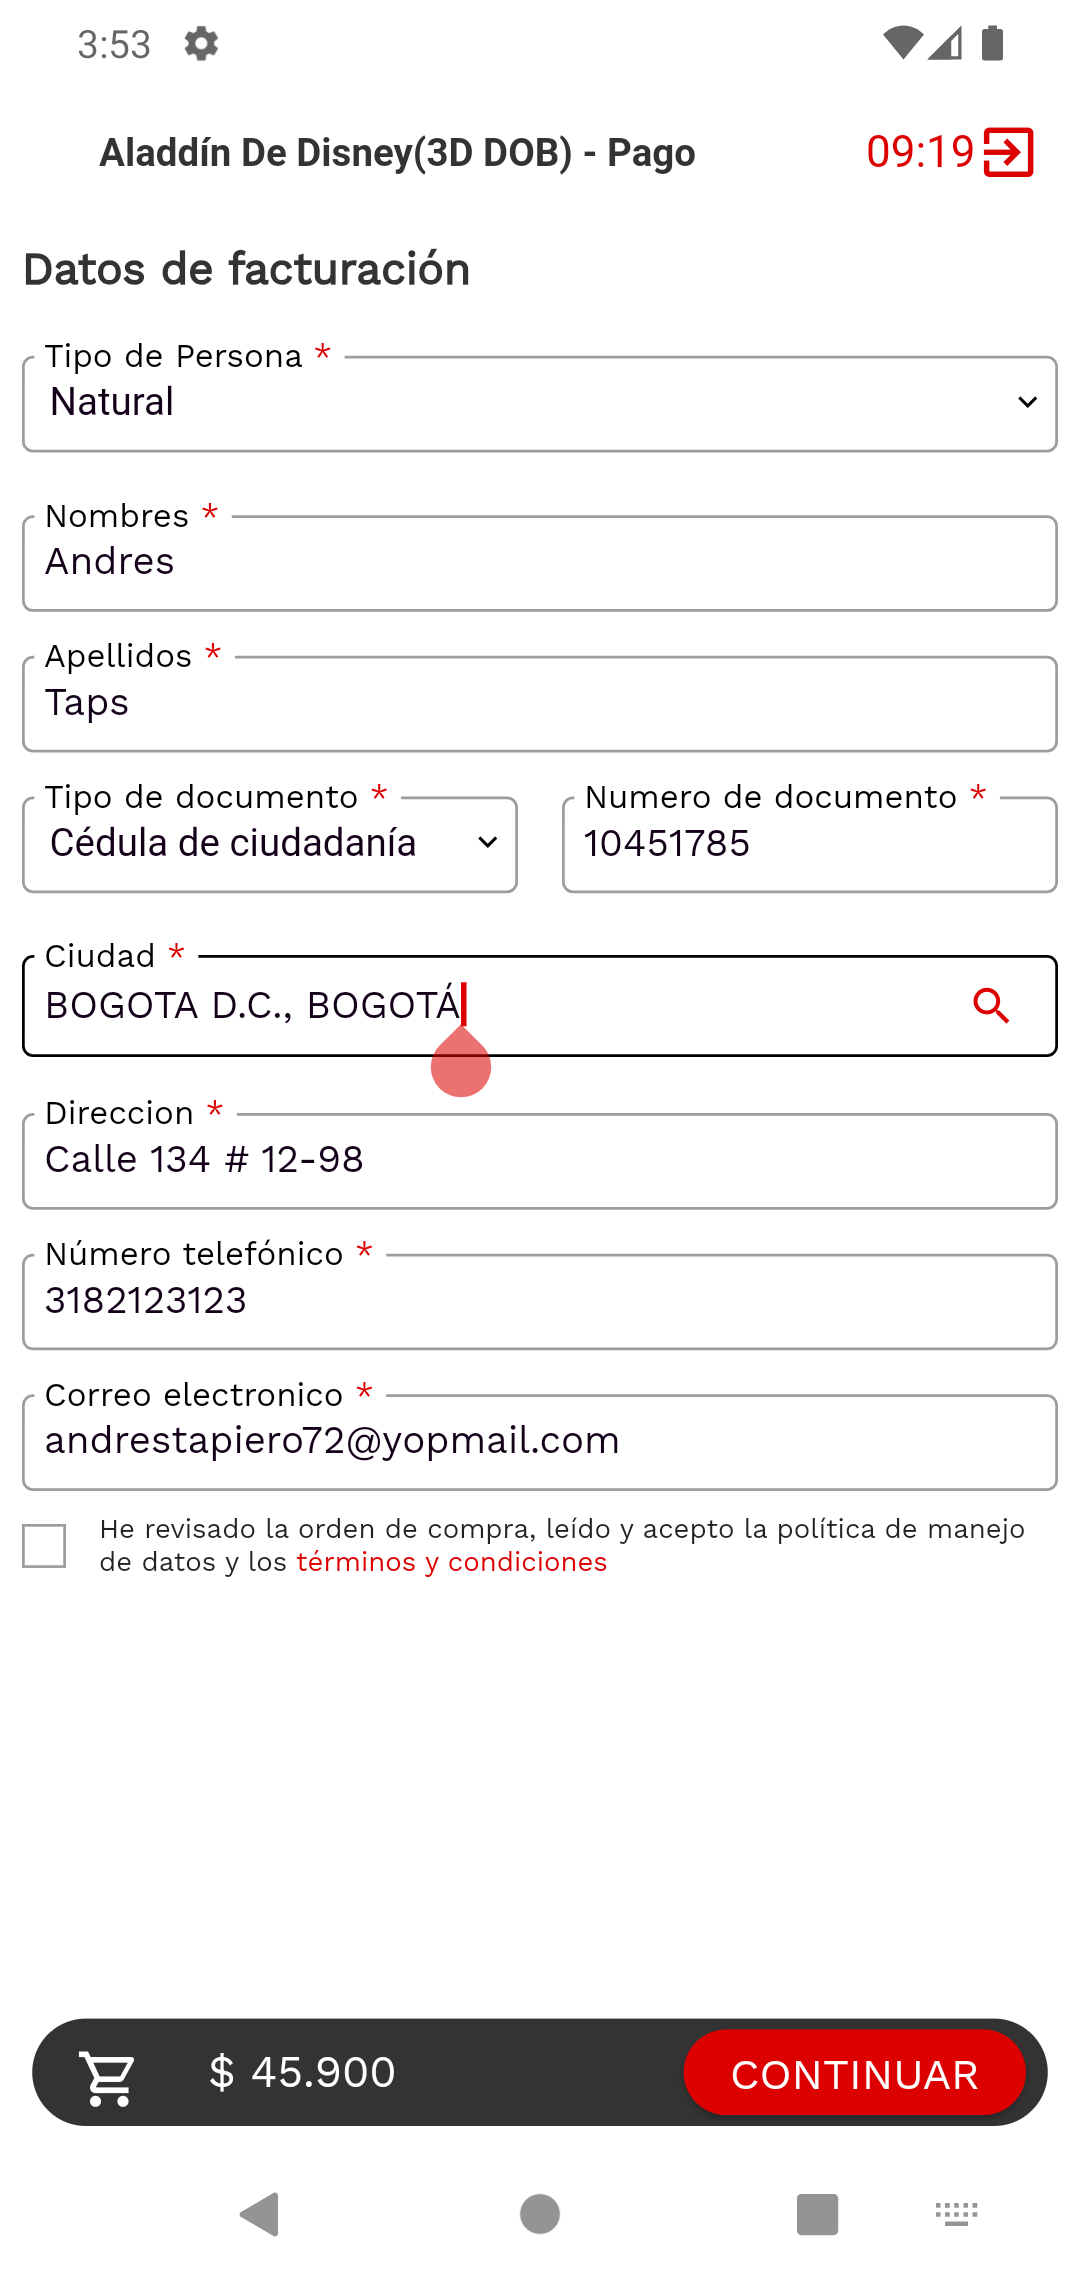 3:53
Aladdín De Disney(3D DOB) - Pago
09:19
Datos de facturación
Tipo de Persona *
Natural
Nombres *
Andres
Apellidos *
Taps
Tipo de documento *
Cédula de ciudadanía
Numero de documento *
10451785
Ciudad *
BOGOTA D.C., BOGOTÁ
Direccion *
Calle 134 # 12-98
Número telefónico *
3182123123
Correo electronico *
andrestapiero72@yopmail.com
He revisado la orden de compra, leído y acepto la política de manejo
de datos y los términos y condiciones
$ 45.900
CONTINUAR